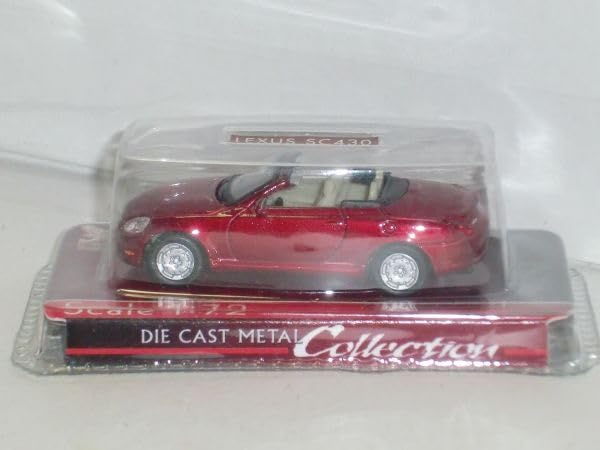 LEXUS SC430
Scale 1:72
DIE CAST METAL Collection